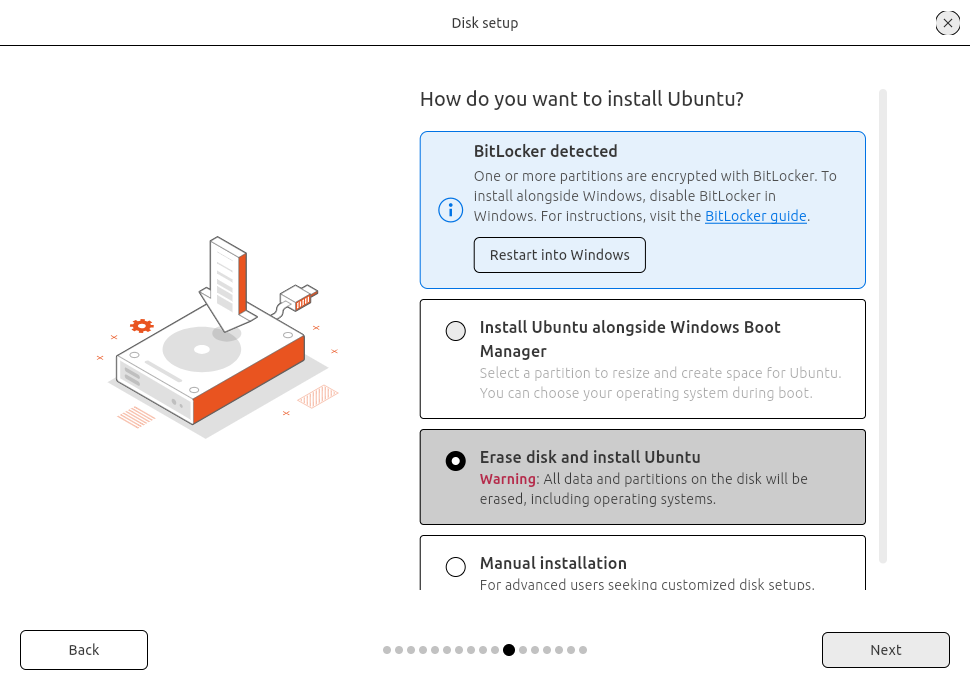 Disk setup
How do you want to install Ubuntu?
BitLocker detected
One or more partitions are encrypted with BitLocker. To
install alongside Windows, disable BitLocker in
Windows. For instructions, visit the BitLocker guide.
Restart into Windows
Install Ubuntu alongside Windows Boot
Manager
Select a partition to resize and create space for Ubuntu.
You can choose your operating system during boot.
Erase disk and install Ubuntu
Warning: All data and partitions on the disk will be
erased, including operating systems.
Manual installation
For advanced users seeking customized disk setups.
Back
Next